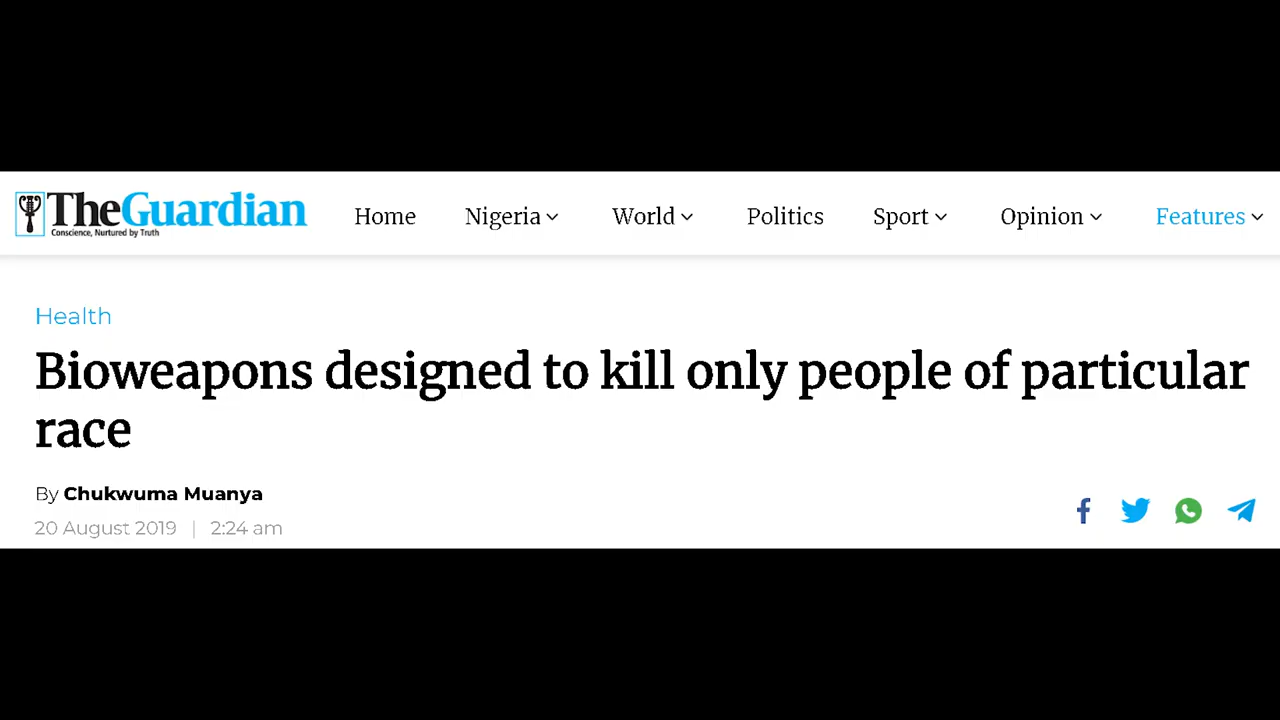 TheGuardian
Conscience, Nurtured by Truth
Home Nigeria World Politics Sport Opinion Features
Health
Bioweapons designed to kill only people of particular
race
By Chukwuma Muanya
20 August 2019 | 2:24 am